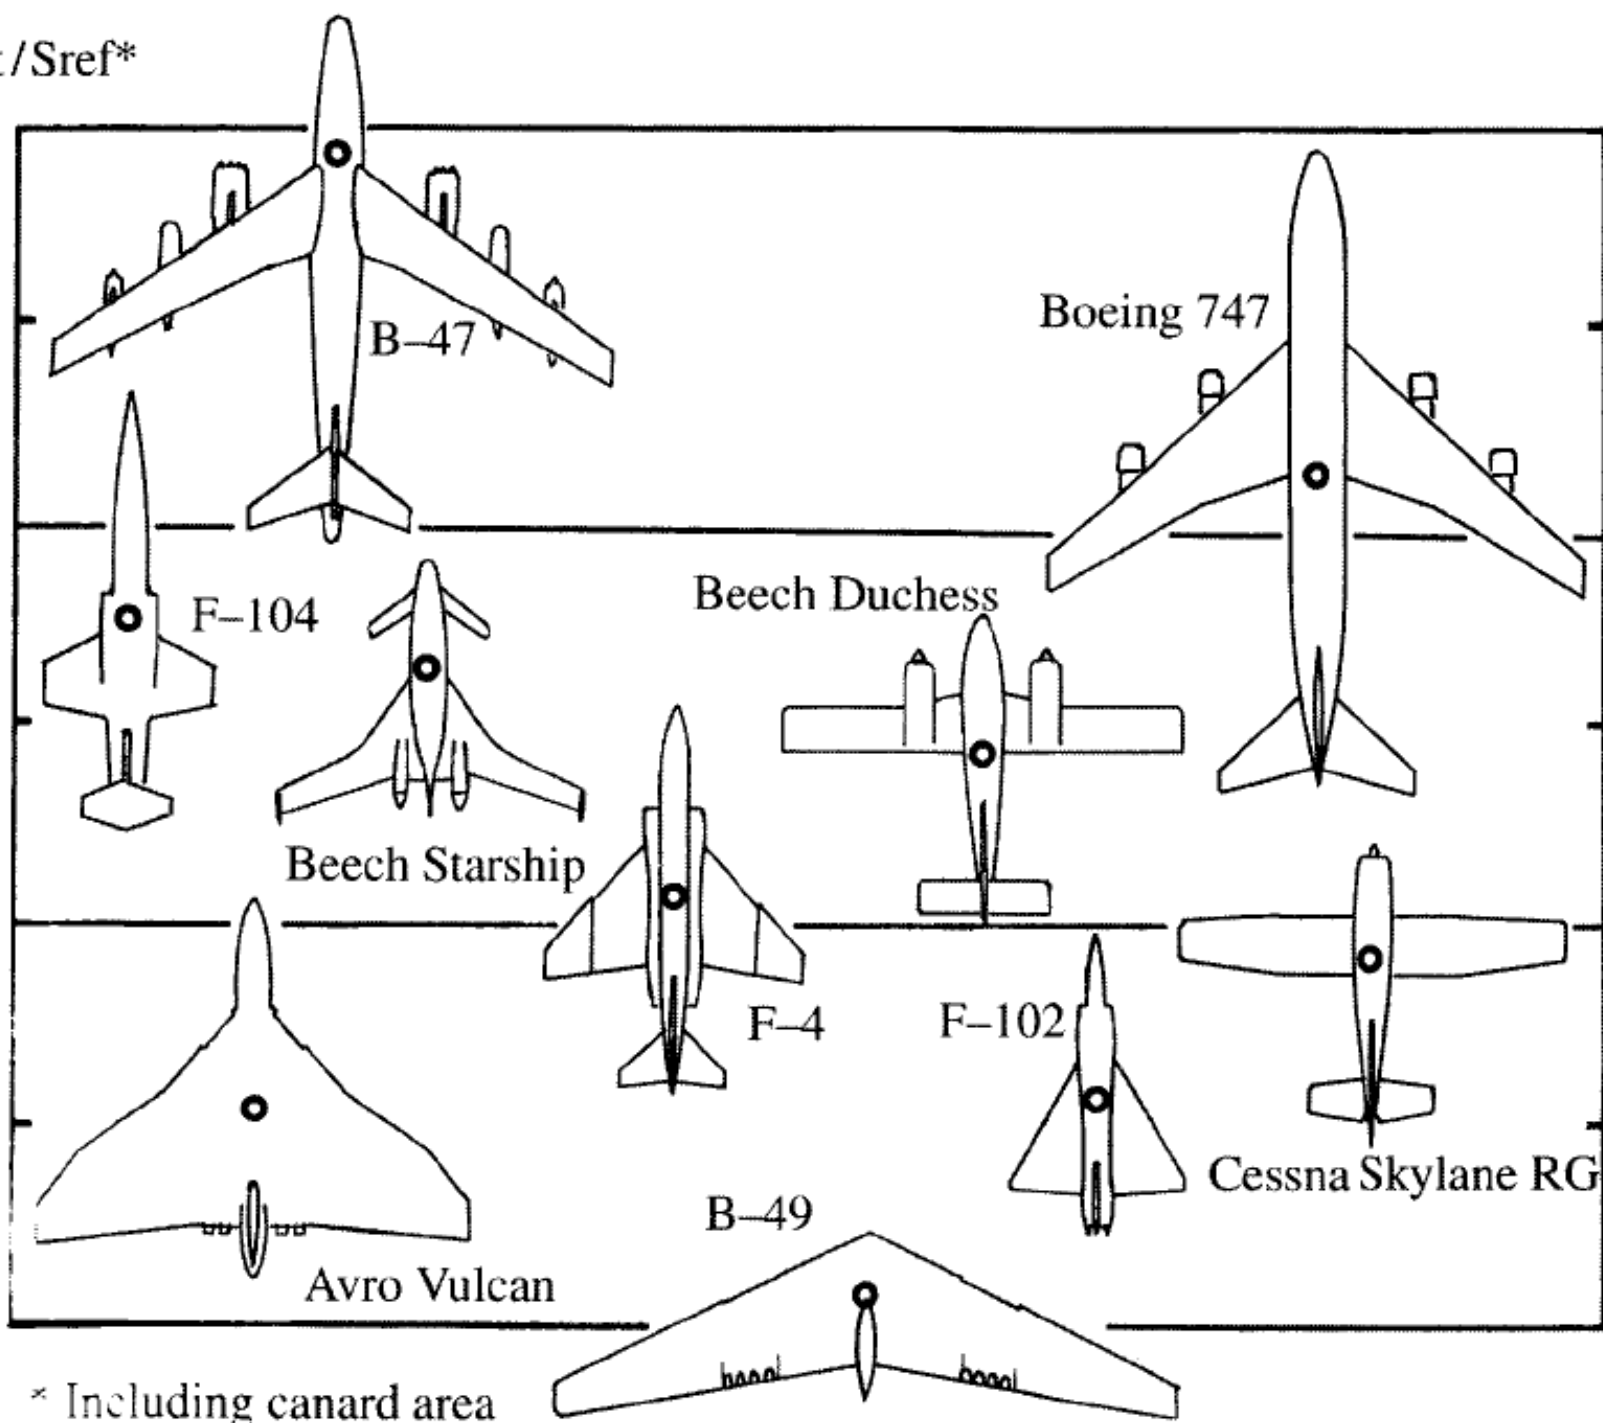 /Sref*
B–47
Boeing 747
F–104
Beech Duchess
Beech Starship
F–4
F–102
Cessna Skylane RG
B–49
Avro Vulcan
* Including canard area